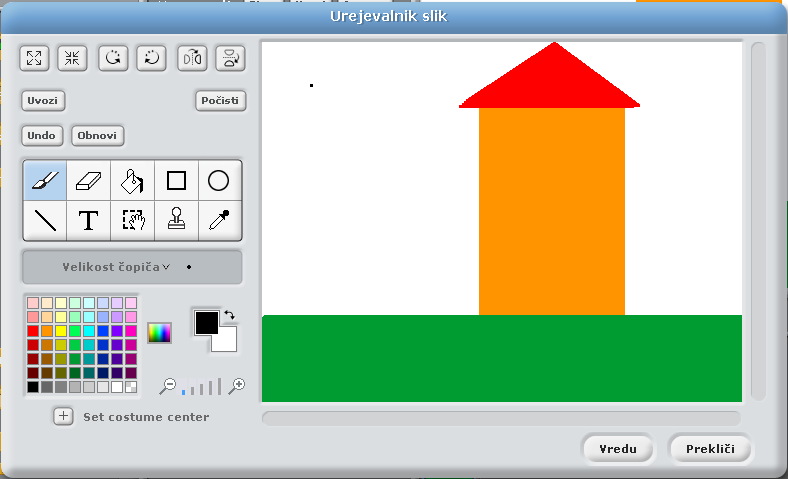 Urejevalnik slik
Uvozi
Počisti
Undo
Obnovi
T
Velikost čopiča
Set costume center
Vredu
Prekliči